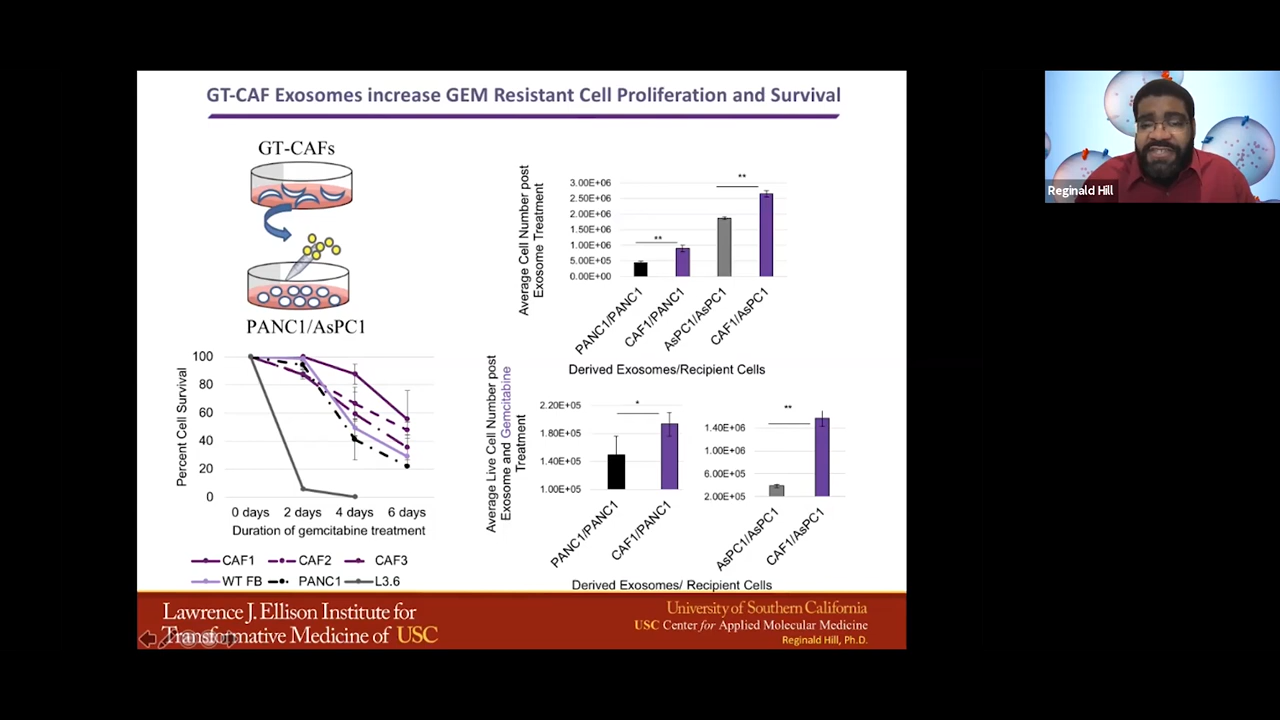 GT-CAF Exosomes increase GEM Resistant Cell Proliferation and Survival
GT-CAFs
PANC1/AsPC1
Average Cell Number post
Exosome Treatment
3.00E+06
2.50E+06
2.00E+06
1.50E+06
1.00E+06
5.00E+05
0.00E+00
**
**
PANC1/PANC1
CAF1/PANC1
AsPC1/AsPC1
CAF1/AsPC1
Derived Exosomes/Recipient Cells
Percent Cell Survival
100
80
60
40
20
0
0 days
2 days
4 days
6 days
Duration of gemcitabine treatment
CAF1
CAF2
CAF3
WT FB
PANC1
L3.6
Average Live Cell Number post
Exosome and Gemcitabine
Treatment
2.20E+05
1.80E+05
1.40E+05
1.00E+05
*
PANC1/PANC1
CAF1/PANC1
1.40E+06
1.00E+06
6.00E+05
2.00E+05
**
AsPC1/AsPC1
CAF1/AsPC1
Derived Exosomes/ Recipient Cells
Lawrence J. Ellison Institute for
Transformative Medicine of USC
University of Southern California
USC Center for Applied Molecular Medicine
Reginald Hill, Ph.D.
Reginald Hill